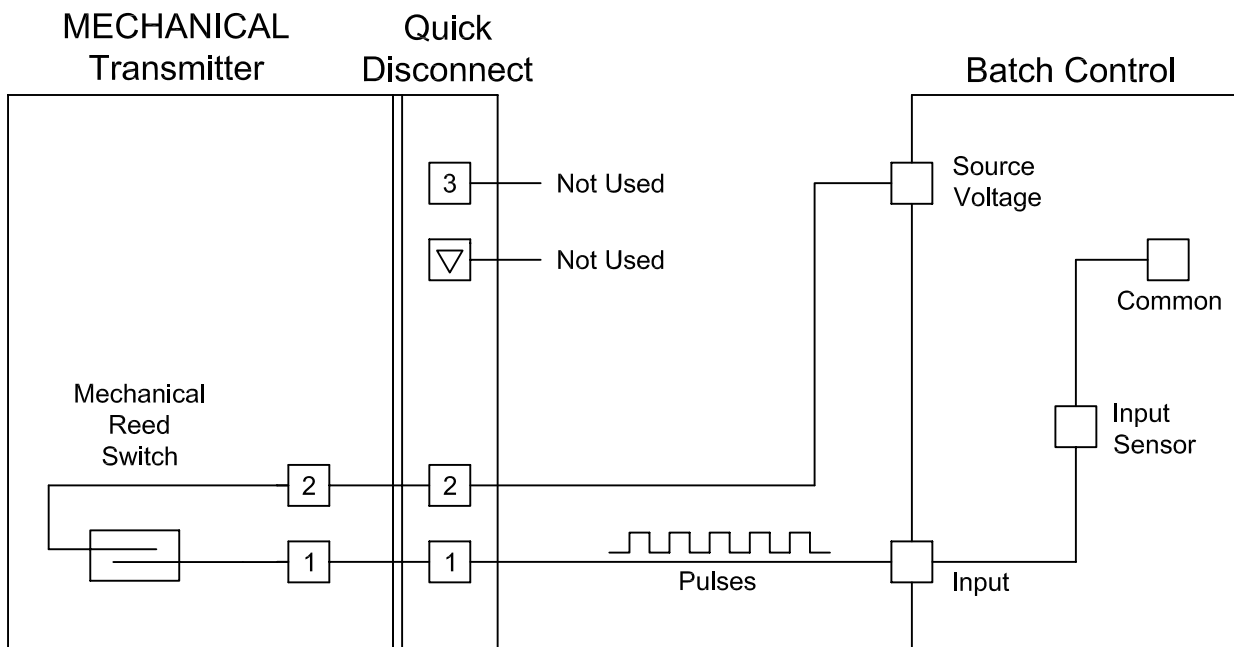 MECHANICAL
Transmitter
Quick
Disconnect
Batch Control
3
Not Used
Source
Voltage
Not Used
Common
Mechanical
Reed
Switch
Input
Sensor
2
2
1
1
Pulses
Input